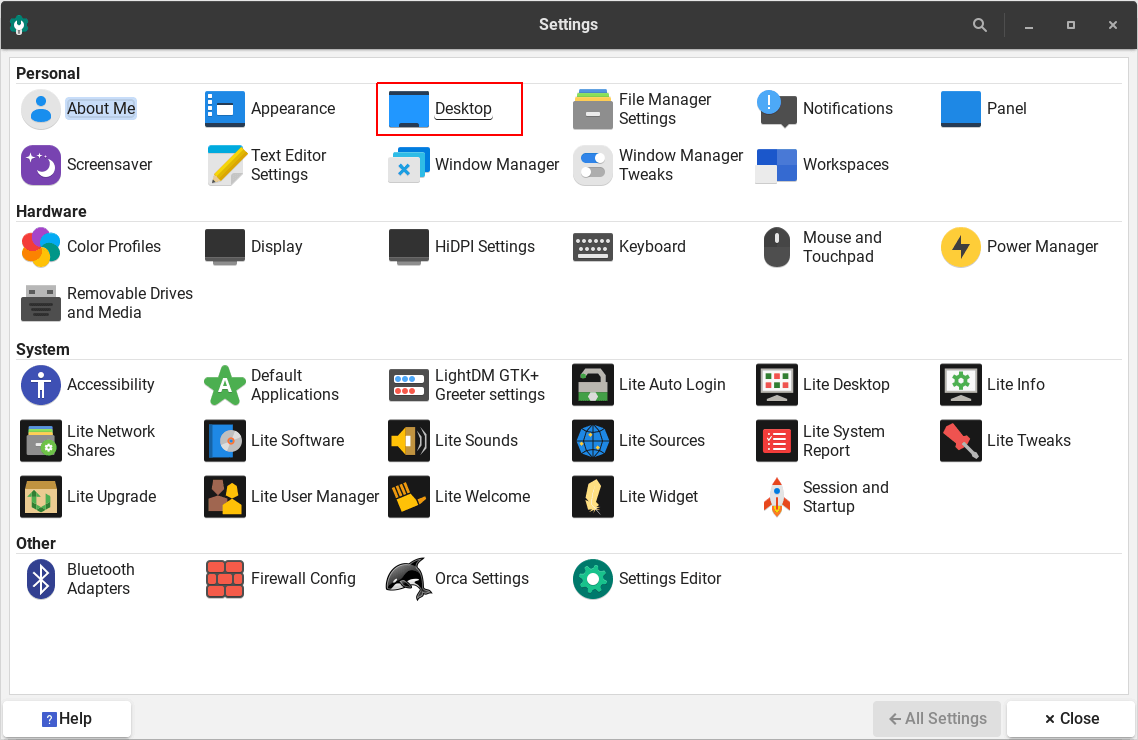 Settings
Personal
About Me
Appearance
Desktop
File Manager
Settings
Notifications
Panel
Screensaver
Text Editor
Settings
Window Manager
Window Manager
Tweaks
Workspaces
Hardware
Color Profiles
Display
HiDPI Settings
Keyboard
Mouse and
Touchpad
Power Manager
Removable Drives
and Media
System
Accessibility
Default
Applications
LightDM GTK+
Greeter settings
Lite Auto Login
Lite Desktop
Lite Info
Lite Network
Shares
Lite Software
Lite Sounds
Lite Sources
Lite System
Report
Lite Tweaks
Lite Upgrade
Lite User Manager
Lite Welcome
Lite Widget
Session and
Startup
Other
Bluetooth
Adapters
Firewall Config
Orca Settings
Settings Editor
Help
All Settings
Close